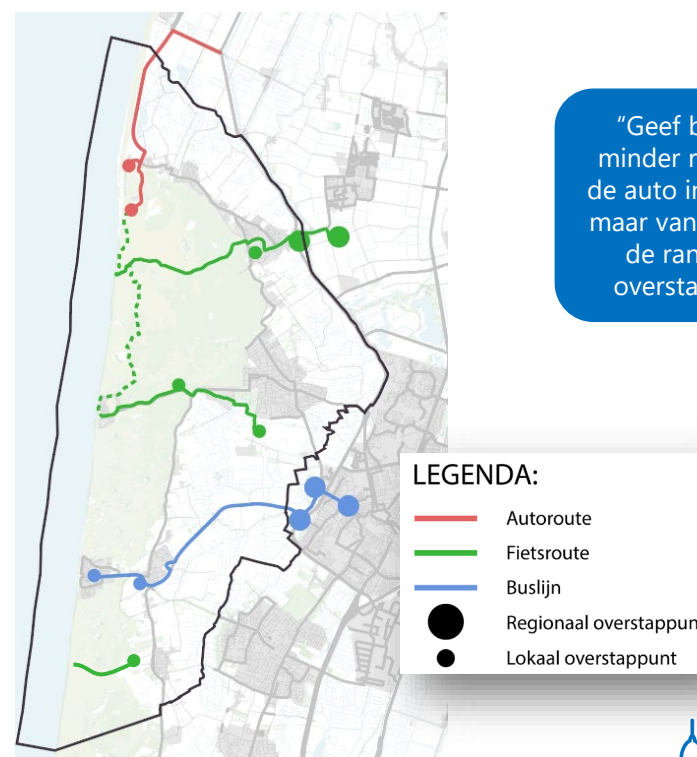 “Geef b
minder
de auto in
maar van
de ran
oversta
LEGENDA:
Autoroute
Fietsroute
Buslijn
Regionaal overstappun
Lokaal overstappunt